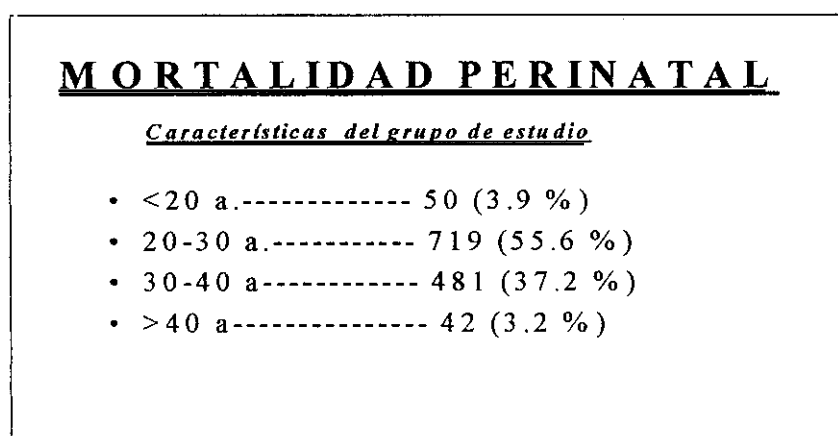 MORTALIDAD PERINATAL
Características del grupo de estudio
• <20 a.------------- 50 (3.9 %)
• 20-30 a.----------- 719 (55.6 %)
• 30-40 a------------ 481 (37.2 %)
• >40 a--------------- 42 (3.2 %)